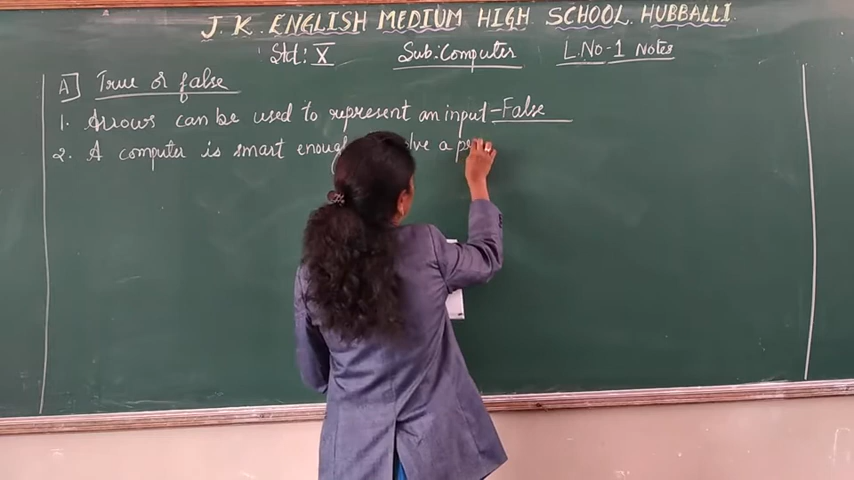 J. K. ENGLISH MEDIUM HIGH SCHOOL HUBBALLI.
Std: X Sub: Computer L.No-1 Notes
A] True or false
1. Arrows can be used to represent an input - False
2. A computer is smart a